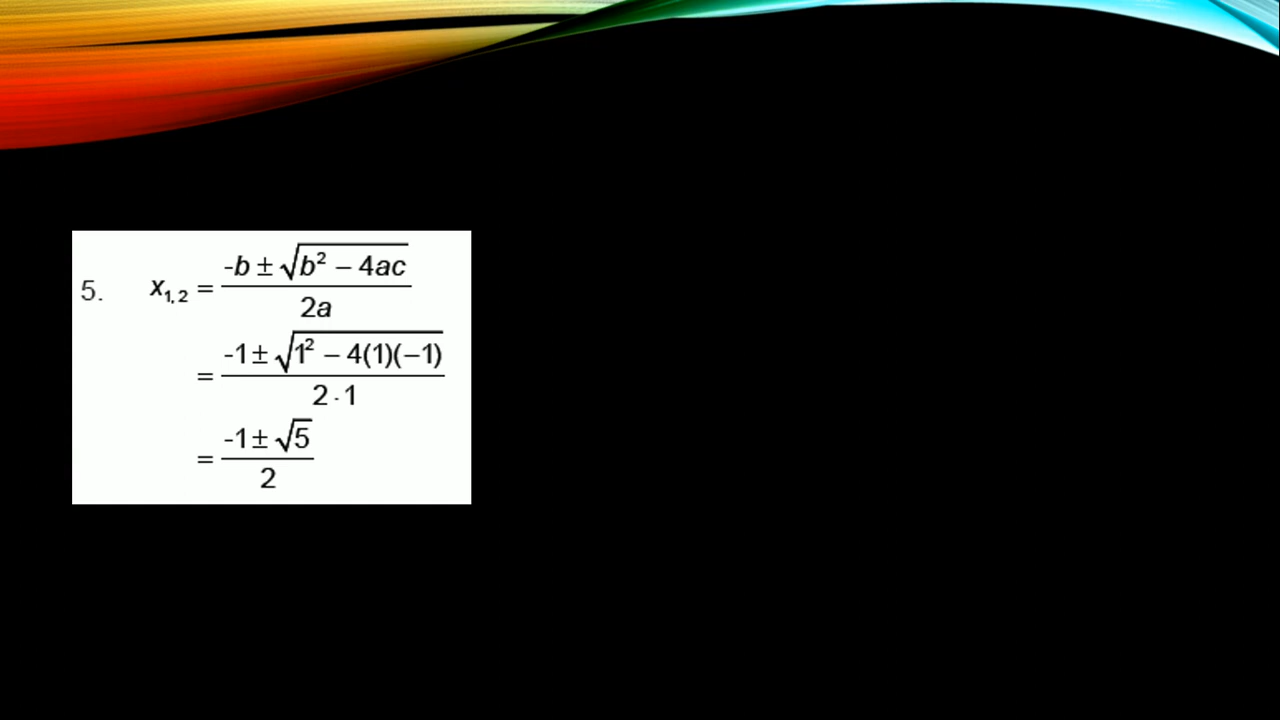 5. x₁,₂ = (-b ± √(b² – 4ac)) / 2a
= (-1 ± √(1² – 4(1)(–1))) / 2 · 1
= (-1 ± √5) / 2